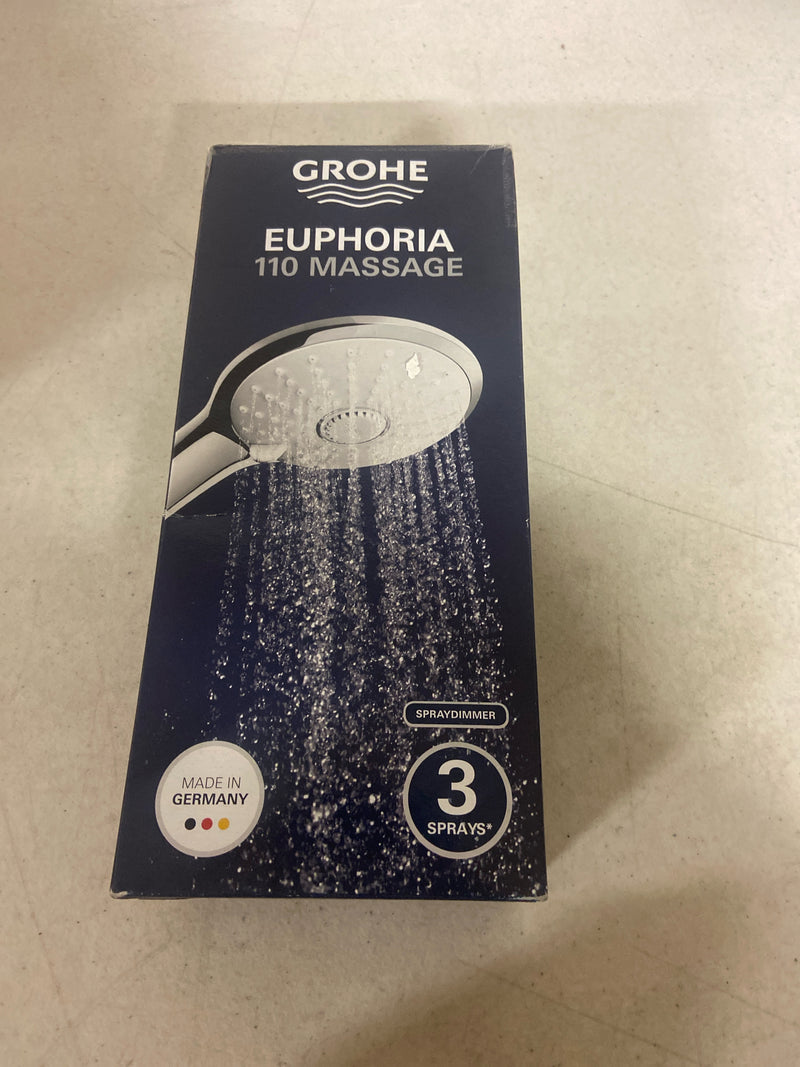 GROHE
EUPHORIA
110 MASSAGE
SPRAYDIMMER
MADE IN
GERMANY
3
SPRAYS*